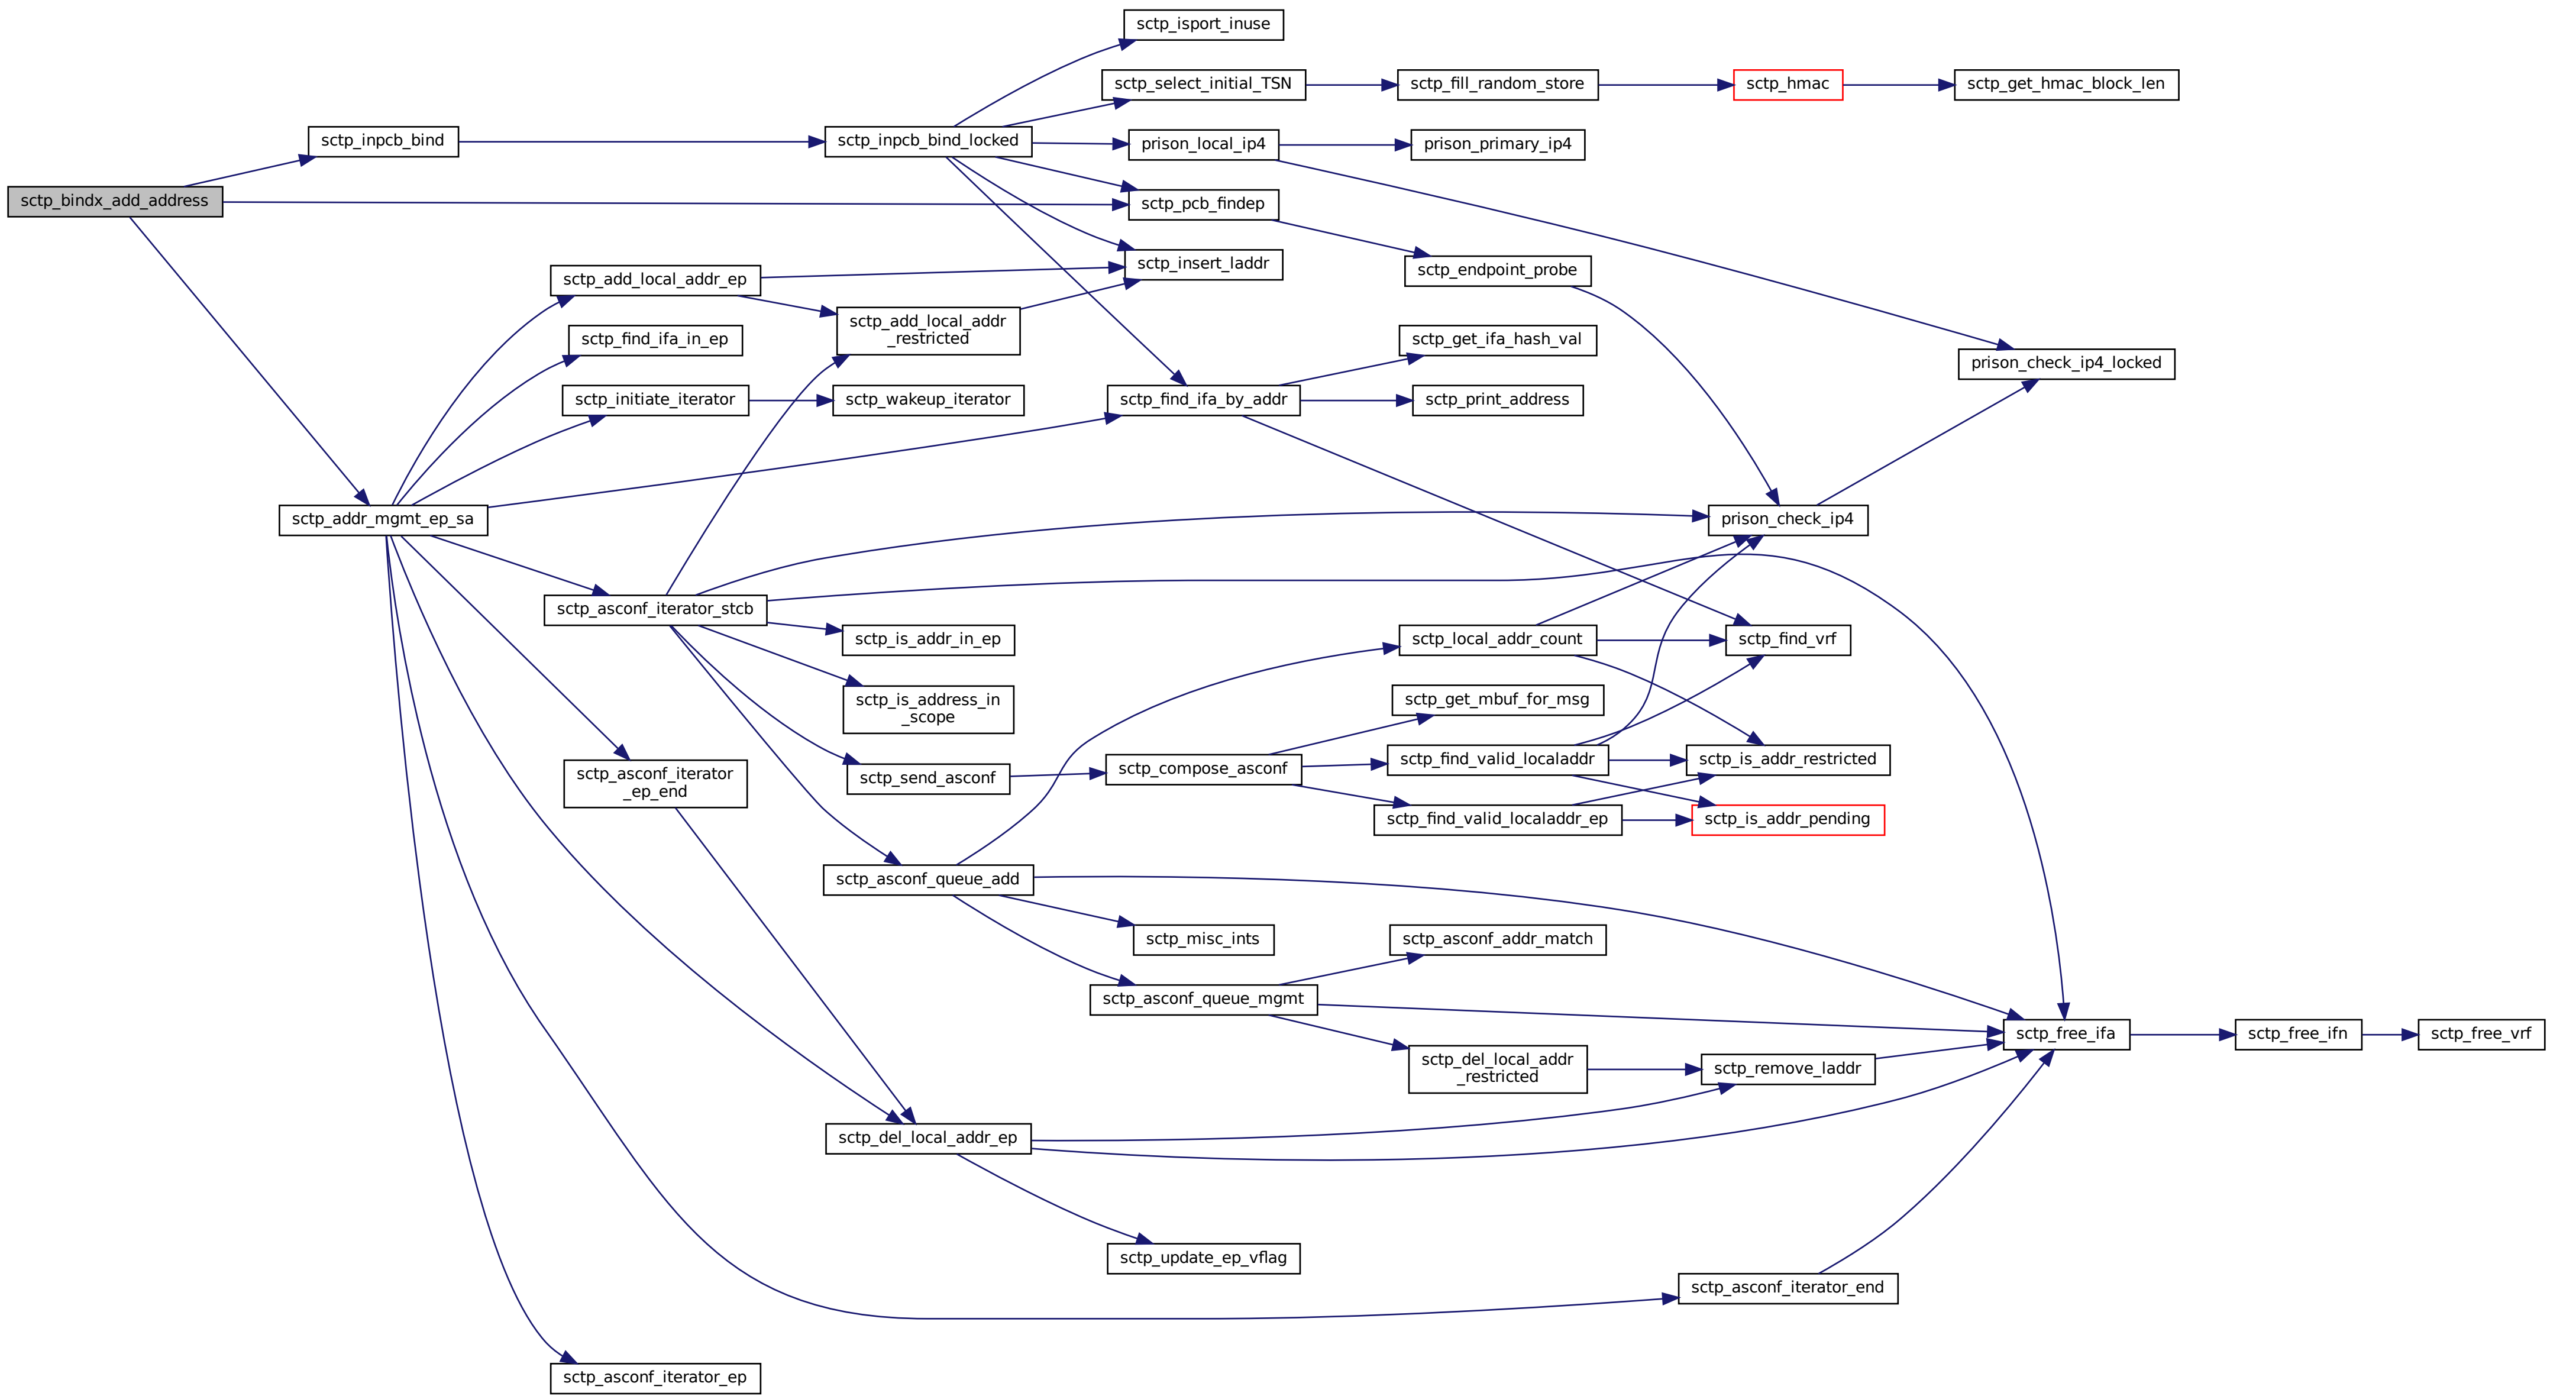 sctp_isport_inuse
sctp_select_initial_TSN
sctp_fill_random_store
sctp_hmac
sctp_get_hmac_block_len
sctp_inpcb_bind
sctp_inpcb_bind_locked
prison_local_ip4
prison_primary_ip4
sctp_bindx_add_address
sctp_pcb_findep
sctp_insert_laddr
sctp_endpoint_probe
sctp_add_local_addr_ep
sctp_add_local_addr
_restricted
sctp_find_ifa_in_ep
sctp_get_ifa_hash_val
prison_check_ip4_locked
sctp_initiate_iterator
sctp_wakeup_iterator
sctp_find_ifa_by_addr
sctp_print_address
sctp_addr_mgmt_ep_sa
prison_check_ip4
sctp_asconf_iterator_stcb
sctp_is_addr_in_ep
sctp_local_addr_count
sctp_find_vrf
sctp_is_address_in
_scope
sctp_get_mbuf_for_msg
sctp_asconf_iterator
_ep_end
sctp_send_asconf
sctp_compose_asconf
sctp_find_valid_localaddr
sctp_is_addr_restricted
sctp_find_valid_localaddr_ep
sctp_is_addr_pending
sctp_asconf_queue_add
sctp_misc_ints
sctp_asconf_addr_match
sctp_asconf_queue_mgmt
sctp_free_ifa
sctp_free_ifn
sctp_free_vrf
sctp_del_local_addr
_restricted
sctp_remove_laddr
sctp_del_local_addr_ep
sctp_update_ep_vflag
sctp_asconf_iterator_end
sctp_asconf_iterator_ep